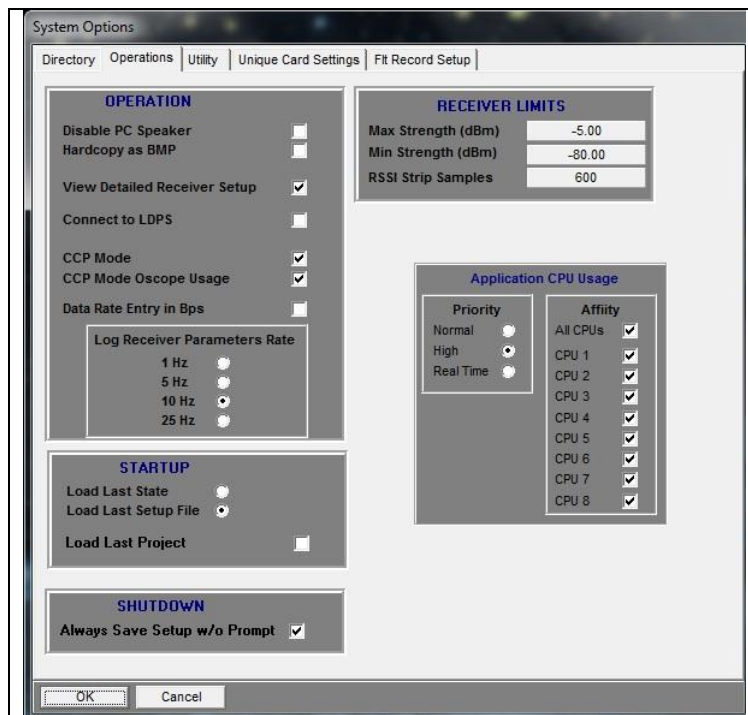 System Options
Directory Operations Utility Unique Card Settings Flt Record Setup
OPERATION
Disable PC Speaker
Hardcopy as BMP
View Detailed Receiver Setup
Connect to LDPS
CCP Mode
CCP Mode Oscope Usage
Data Rate Entry in Bps
Log Receiver Parameters Rate
1 Hz
5 Hz
10 Hz
25 Hz
STARTUP
Load Last State
Load Last Setup File
Load Last Project
SHUTDOWN
Always Save Setup w/o Prompt
RECEIVER LIMITS
Max Strength (dBm) -5.00
Min Strength (dBm) -80.00
RSSI Strip Samples 600
Application CPU Usage
Priority
Normal
High
Real Time
Affiity
All CPUs
CPU 1
CPU 2
CPU 3
CPU 4
CPU 5
CPU 6
CPU 7
CPU 8
OK Cancel